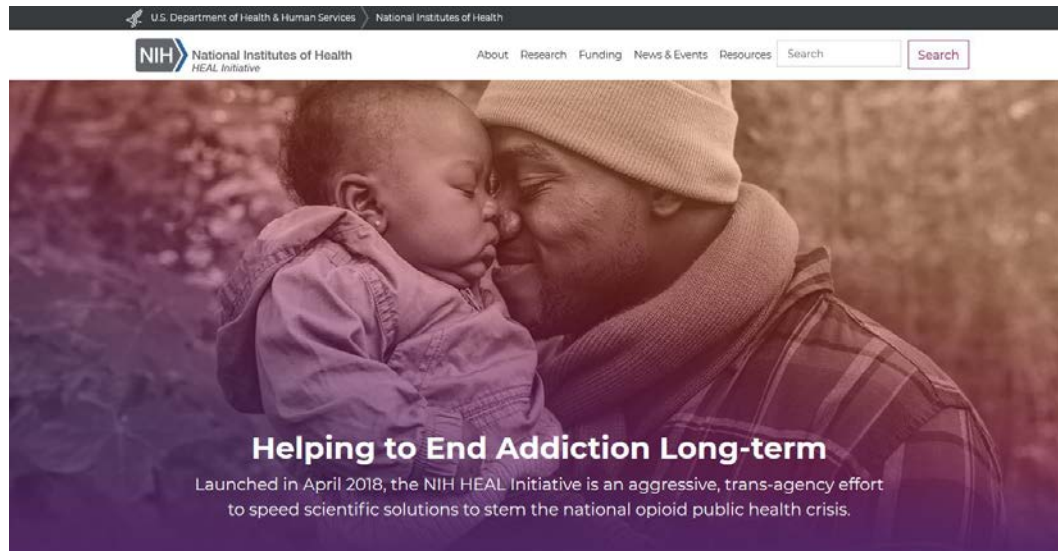 U.S. Department of Health & Human Services
National Institutes of Health
NIH
National Institutes of Health
HEAL Initiative
About Research Funding News & Events Resources Search Search
Helping to End Addiction Long-term
Launched in April 2018, the NIH HEAL Initiative is an aggressive, trans-agency effort
to speed scientific solutions to stem the national opioid public health crisis.